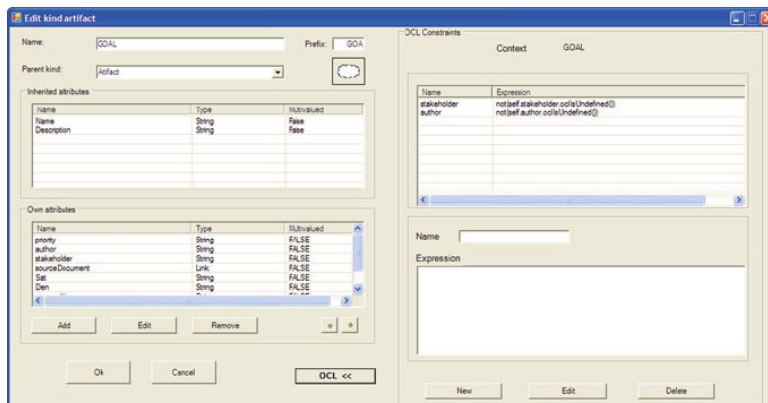 Edit kind artifact
Name: GOAL Prefix: GOA
Parent kind: Artifact
Inherited attributes
Name Type Multivalued
Name String False
Description String False
Own attributes
Name Type Multivalued
priority String FALSE
author String FALSE
stakeholder String FALSE
sourceDocument Link FALSE
Sat String FALSE
Den String FALSE
Add Edit Remove
Ok Cancel OCL <<
OCL Constraints
Context GOAL
Name Expression
stakeholder not(self.stakeholder.oclIsUndefined())
author not(self.author.oclIsUndefined())
Name
Expression
New Edit Delete